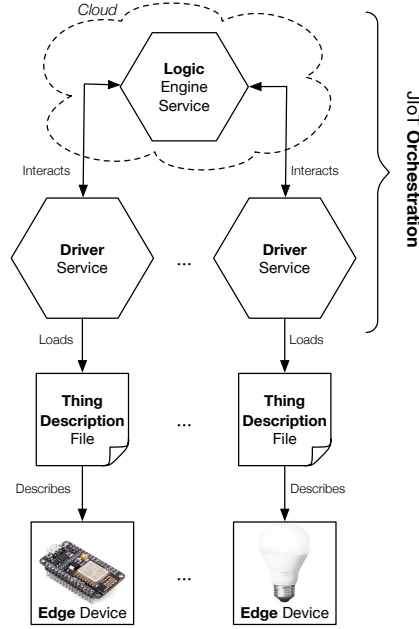 Cloud
Logic
Engine
Service
Interacts
Interacts
JIoT Orchestration
Driver
Service
...
Driver
Service
Loads
Loads
Thing
Description
File
...
Thing
Description
File
Describes
Describes
Edge Device
...
Edge Device